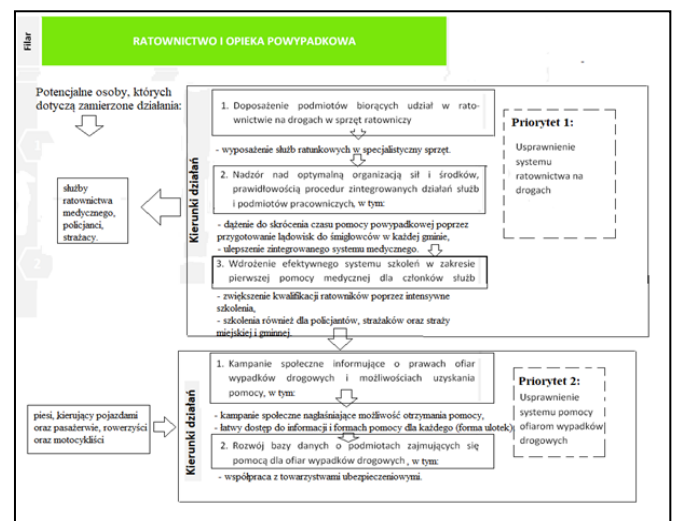 Filar
RATOWNICTWO I OPIEKA POWYPADKOWA
Potencjalne osoby, których
dotyczą zamierzone działania:
służby
ratownictwa
medycznego,
policjanci,
strażacy.
Kierunki działań
1. Doposażenie podmiotów biorących udział w rato-
wnictwie na drogach w sprzęt ratowniczy
- wyposażenie służb ratunkowych w specjalistyczny sprzęt.
2. Nadzór nad optymalną organizacją sił i środków,
prawidłowością procedur zintegrowanych działań służb
i podmiotów pracowniczych, w tym:
- dążenie do skrócenia czasu pomocy powypadkowej poprzez
przygotowanie lądowisk do śmigłowców w każdej gminie,
- ulepszenie zintegrowanego systemu medycznego.
3. Wdrożenie efektywnego systemu szkoleń w zakresie
pierwszej pomocy medycznej dla członków służb
- zwiększenie kwalifikacji ratowników poprzez intensywne
szkolenia,
- szkolenia również dla policjantów, strażaków oraz straży
miejskiej i gminnej.
Priorytet 1:
Usprawnienie
systemu
ratownictwa na
drogach
piesi, kierujący pojazdami
oraz pasażerwie, rowerzyści
oraz motocykliści
Kierunki działań
1. Kampanie społeczne informujące o prawach ofiar
wypadków drogowych i możliwościach uzyskania
pomocy, w tym:
- kampanie społeczne nagłaśniające możliwość otrzymania pomocy,
- łatwy dostęp do informacji i formach pomocy dla każdego (forma ulotek)
2. Rozwój bazy danych o podmiotach zajmujących się
pomocą dla ofiar wypadków drogowych , w tym:
- współpraca z towarzystwami ubezpieczeniowymi.
Priorytet 2:
Usprawnienie
systemu pomocy
ofiarom wypadków
drogowych